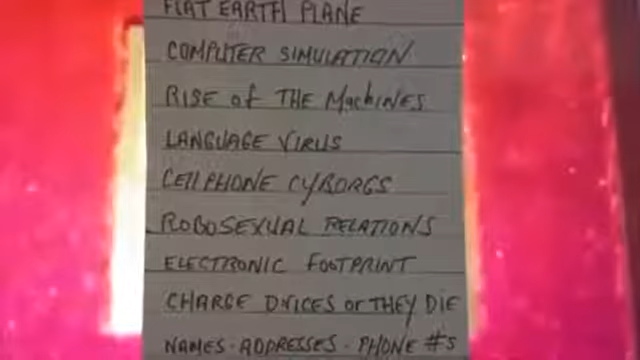 FLAT EARTH PLANE
COMPUTER SIMULATION
RISE of THE MACHINES
LANGUAGE VIRUS
CELLPHONE CYBORGS
ROBOSEXUAL RELATIONS
ELECTRONIC FOOTPRINT
CHARGE DVICES or THEY DIE
NAMES - ADDRESSES - PHONE #'S